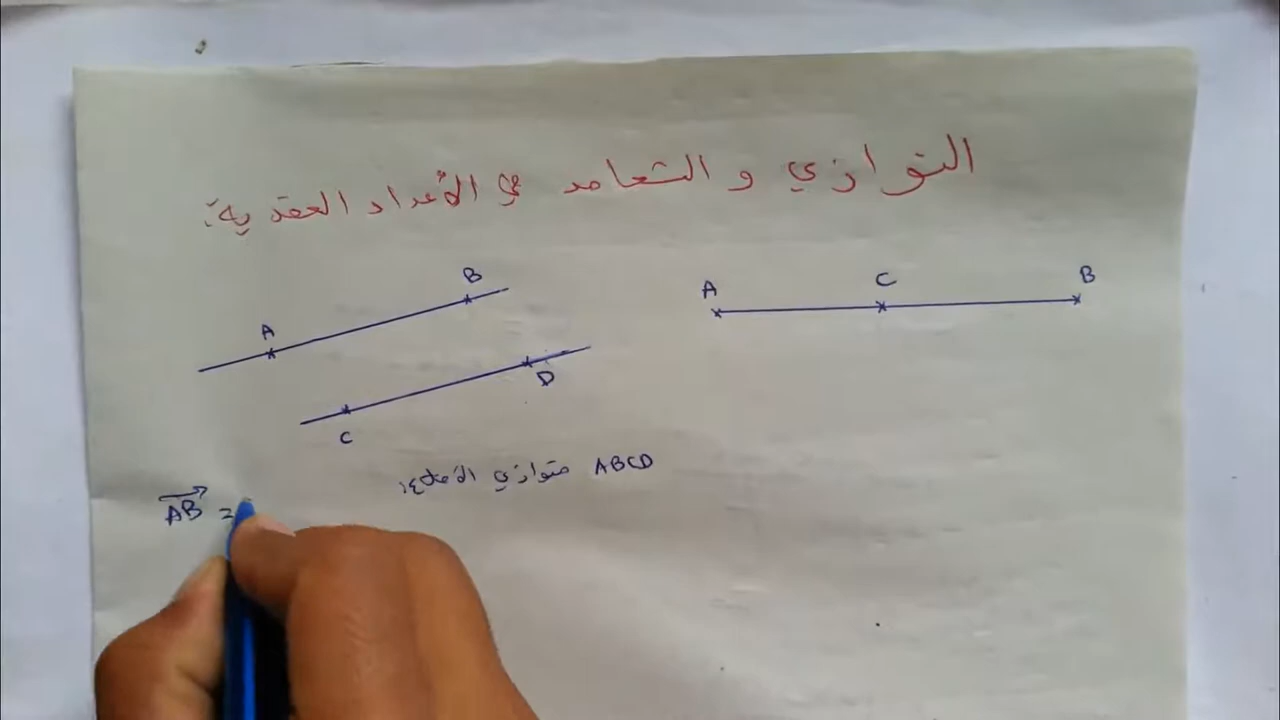 التوازي و التعامد في الأعداد العقدية:
A B
C D
A C B
ABCD متوازي الأضلاع
AB =